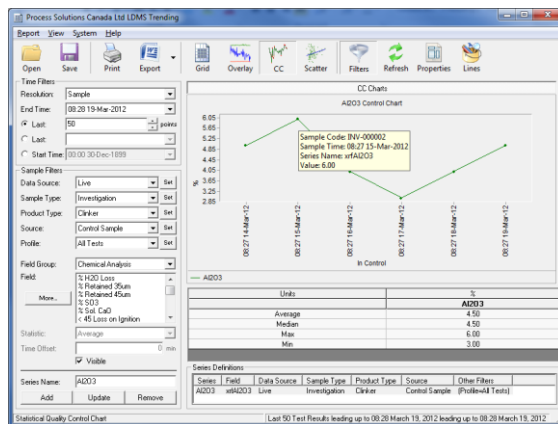 Process Solutions Canada Ltd LDMS Trending
Report View System Help
Open Save Print Export Grid Overlay CC Scatter Filters Refresh Properties Lines
Time Filters
Resolution: Sample
End Time: 08:28 19-Mar-2012
Last: 50 points
Last:
Start Time: 00:00 30-Dec-1899
Sample Filters
Data Source: Live Set
Sample Type: Investigation Set
Product Type: Clinker Set
Source: Control Sample Set
Profile: All Tests Set
Field Group: Chemical Analysis
Field:
% H2O Loss
% Retained 35um
% Retained 45um
% SO3
% Sol. CaO
< 45 Loss on Ignition
More..
Statistic: Average
Time Offset: 0 min
Visible
Series Name: Al2O3
Add Update Remove
CC Charts
Al2O3 Control Chart
6.05
5.65
5.25
4.85
4.45
4.05
3.65
3.25
2.85
%
Sample Code: INV-000002
Sample Time: 08:27 15-Mar-2012
Series Name: xrfAl2O3
Value: 6.00
08:27 14-Mar-12
08:27 15-Mar-12
08:27 16-Mar-12
08:27 17-Mar-12
08:27 18-Mar-12
08:27 19-Mar-12
In Control
Al2O3
Units %
Al2O3
Average 4.50
Median 4.50
Max 6.00
Min 3.00
Series Definitions
Series Field Data Source Sample Type Product Type Source Other Filters
Al2O3 xrfAl2O3 Live Investigation Clinker Control Sample (Profile=All Tests)
Statistical Quality Control Chart
Last 50 Test Results leading up to 08:28 March 19, 2012 leading up to 08:28 March 19, 2012